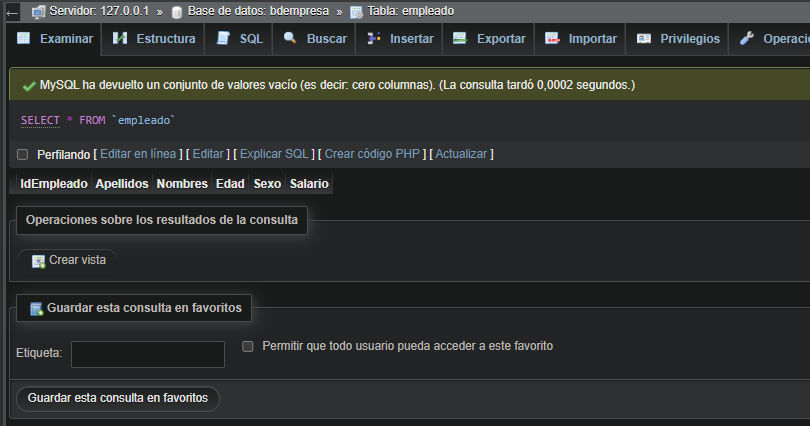 Servidor: 127.0.0.1 » Base de datos: bdempresa » Tabla: empleado
Examinar Estructura SQL Buscar Insertar Exportar Importar Privilegios Operacio
MySQL ha devuelto un conjunto de valores vacío (es decir: cero columnas). (La consulta tardó 0,0002 segundos.)
SELECT * FROM `empleado`
Perfilando [ Editar en línea ] [ Editar ] [ Explicar SQL ] [ Crear código PHP ] [ Actualizar ]
IdEmpleado Apellidos Nombres Edad Sexo Salario
Operaciones sobre los resultados de la consulta
Crear vista
Guardar esta consulta en favoritos
Etiqueta: Permitir que todo usuario pueda acceder a este favorito
Guardar esta consulta en favoritos